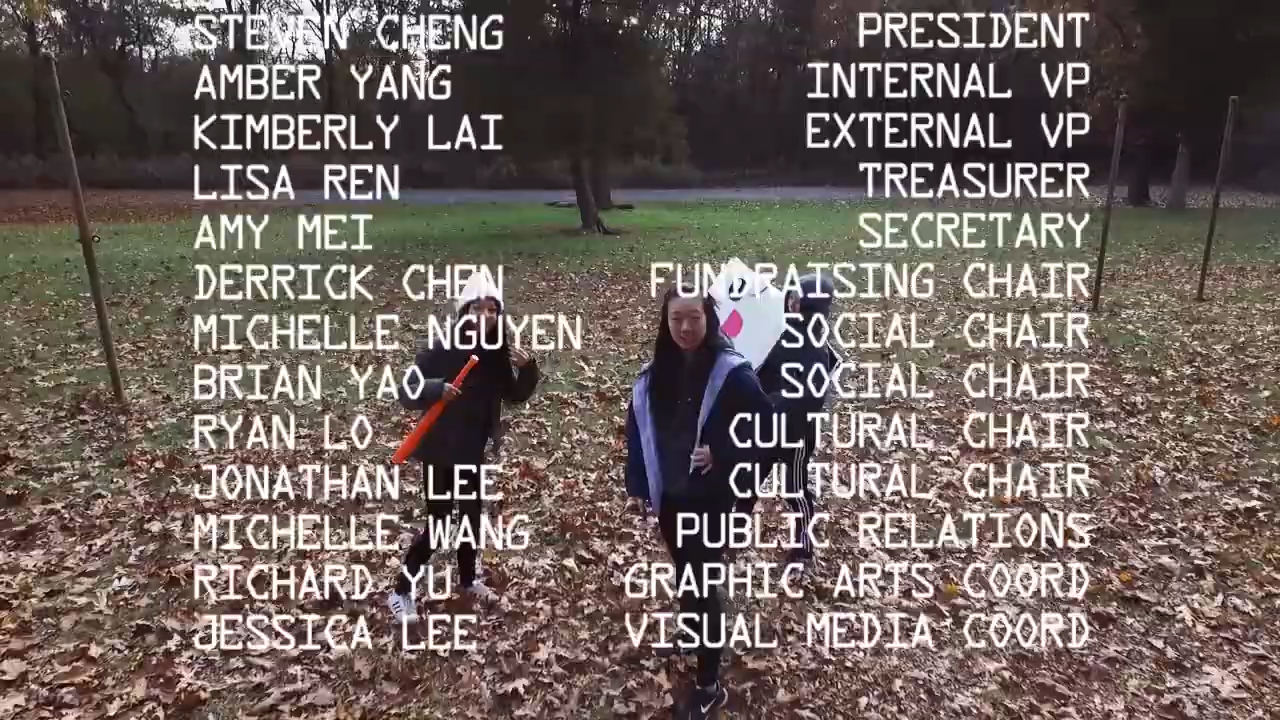 STEVEN CHENG PRESIDENT
AMBER YANG INTERNAL VP
KIMBERLY LAI EXTERNAL VP
LISA REN TREASURER
AMY MEI SECRETARY
DERRICK CHEN FUNDRAISING CHAIR
MICHELLE NGUYEN SOCIAL CHAIR
BRIAN YAO SOCIAL CHAIR
RYAN LO CULTURAL CHAIR
JONATHAN LEE CULTURAL CHAIR
MICHELLE WANG PUBLIC RELATIONS
RICHARD YU GRAPHIC ARTS COORD
JESSICA LEE VISUAL MEDIA COORD